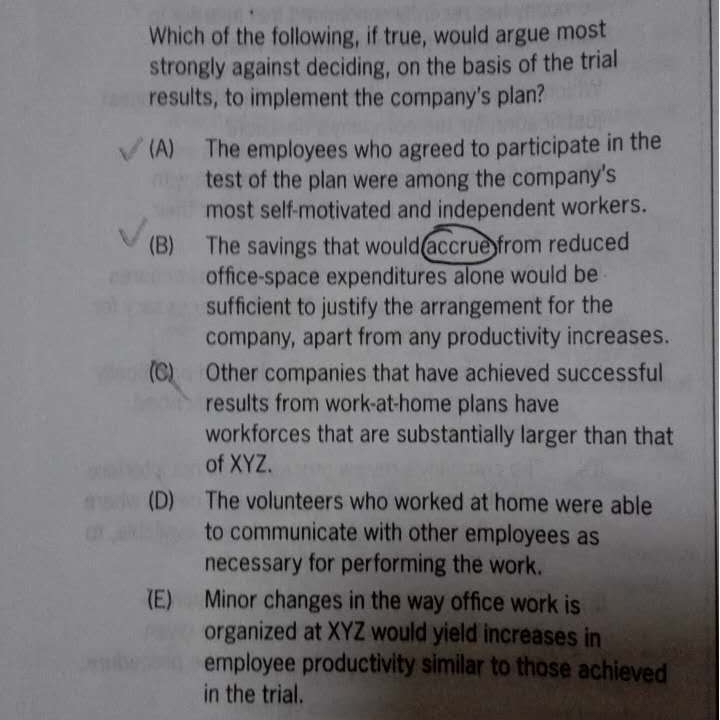 Which of the following, if true, would argue most
strongly against deciding, on the basis of the trial
results, to implement the company's plan?
(A) The employees who agreed to participate in the
test of the plan were among the company's
most self-motivated and independent workers.
(B) The savings that would accrue from reduced
office-space expenditures alone would be
sufficient to justify the arrangement for the
company, apart from any productivity increases.
(C) Other companies that have achieved successful
results from work-at-home plans have
workforces that are substantially larger than that
of XYZ.
(D) The volunteers who worked at home were able
to communicate with other employees as
necessary for performing the work.
(E) Minor changes in the way office work is
organized at XYZ would yield increases in
employee productivity similar to those achieved
in the trial.